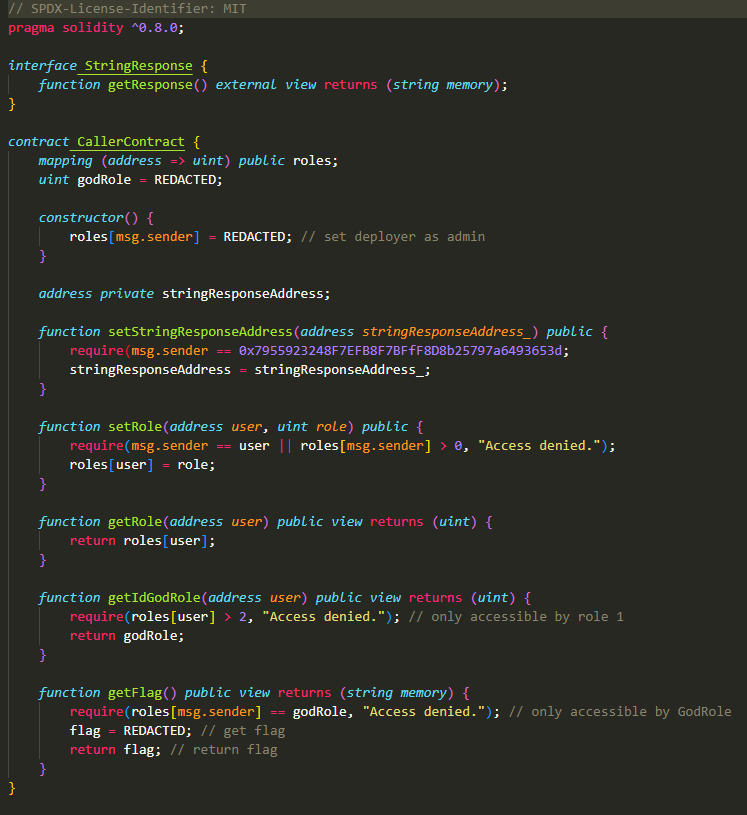 // SPDX-License-Identifier: MIT
pragma solidity ^0.8.0;

interface StringResponse {
    function getResponse() external view returns (string memory);
}

contract CallerContract {
    mapping (address => uint) public roles;
    uint godRole = REDACTED;

    constructor() {
        roles[msg.sender] = REDACTED; // set deployer as admin
    }

    address private stringResponseAddress;

    function setStringResponseAddress(address stringResponseAddress_) public {
        require(msg.sender == 0x7955923248F7EFB8F7BFfF8D8b25797a6493653d;
        stringResponseAddress = stringResponseAddress_;
    }

    function setRole(address user, uint role) public {
        require(msg.sender == user || roles[msg.sender] > 0, "Access denied.");
        roles[user] = role;
    }

    function getRole(address user) public view returns (uint) {
        return roles[user];
    }

    function getIdGodRole(address user) public view returns (uint) {
        require(roles[user] > 2, "Access denied."); // only accessible by role 1
        return godRole;
    }

    function getFlag() public view returns (string memory) {
        require(roles[msg.sender] == godRole, "Access denied."); // only accessible by GodRole
        flag = REDACTED; // get flag
        return flag; // return flag
    }
}